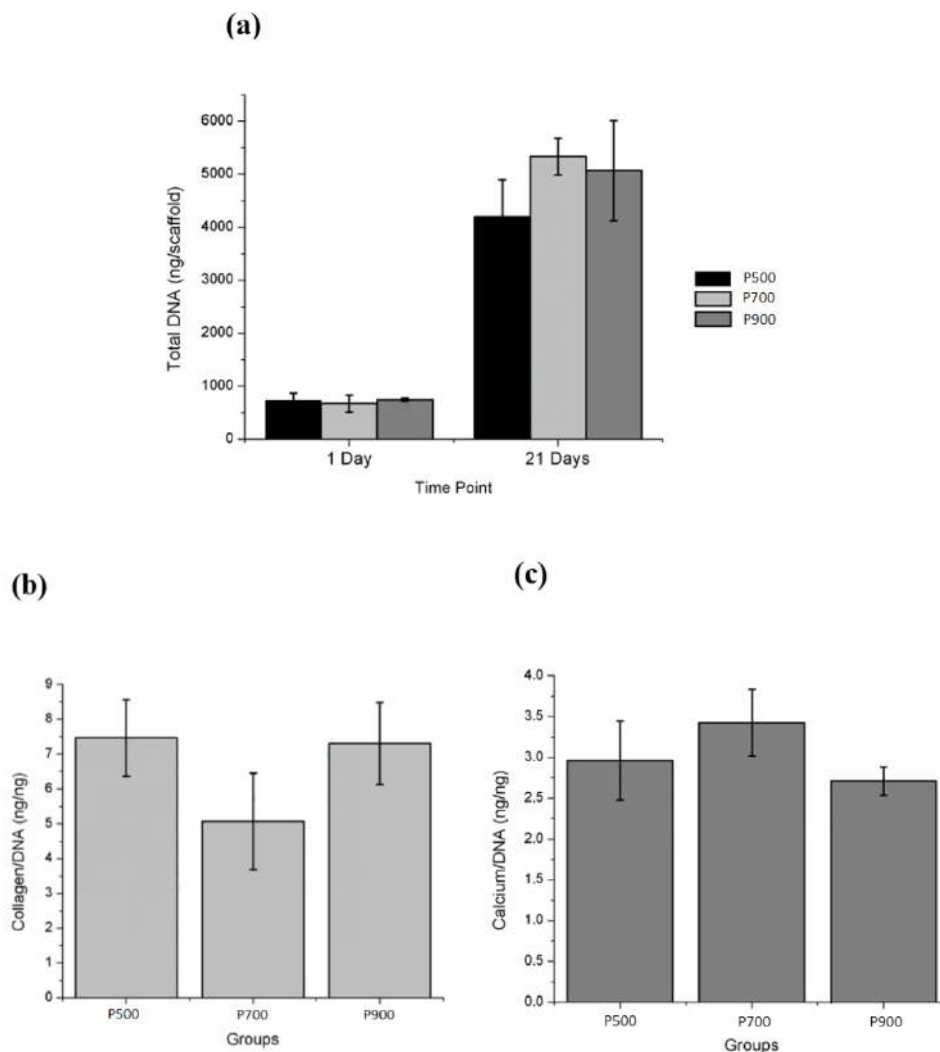 (a)
6000
5000
4000
3000
2000
1000
0
Total DNA (ng/scaffold)
1 Day
21 Days
Time Point
P500
P700
P900
(b)
9
8
7
6
5
4
3
2
1
0
Collagen/DNA (ng/ng)
P500
P700
P900
Groups
(c)
4.0
3.5
3.0
2.5
2.0
1.5
1.0
0.5
0.0
Calcium/DNA (ng/ng)
P500
P700
P900
Groups